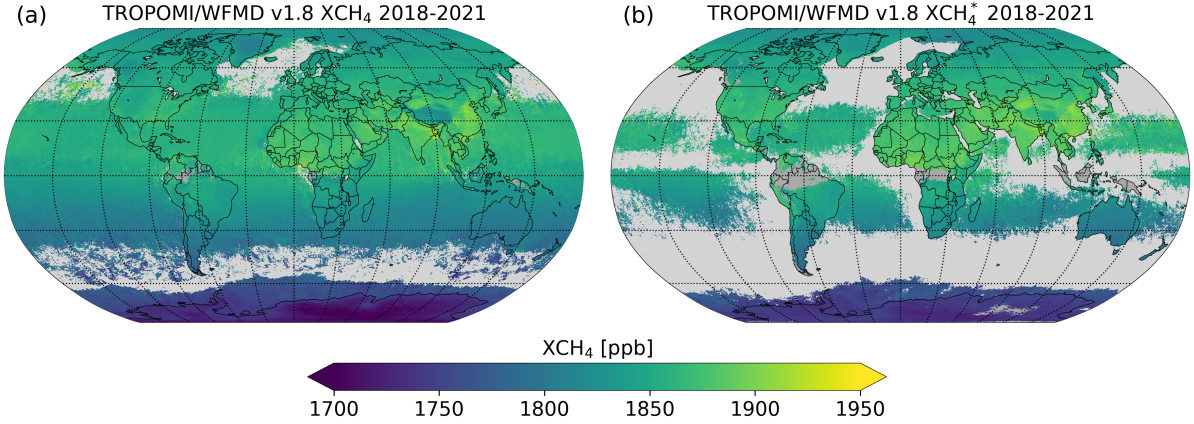 (a) TROPOMI/WFMD v1.8 XCH₄ 2018-2021
(b) TROPOMI/WFMD v1.8 XCH₄* 2018-2021
XCH₄ [ppb]
1700 1750 1800 1850 1900 1950